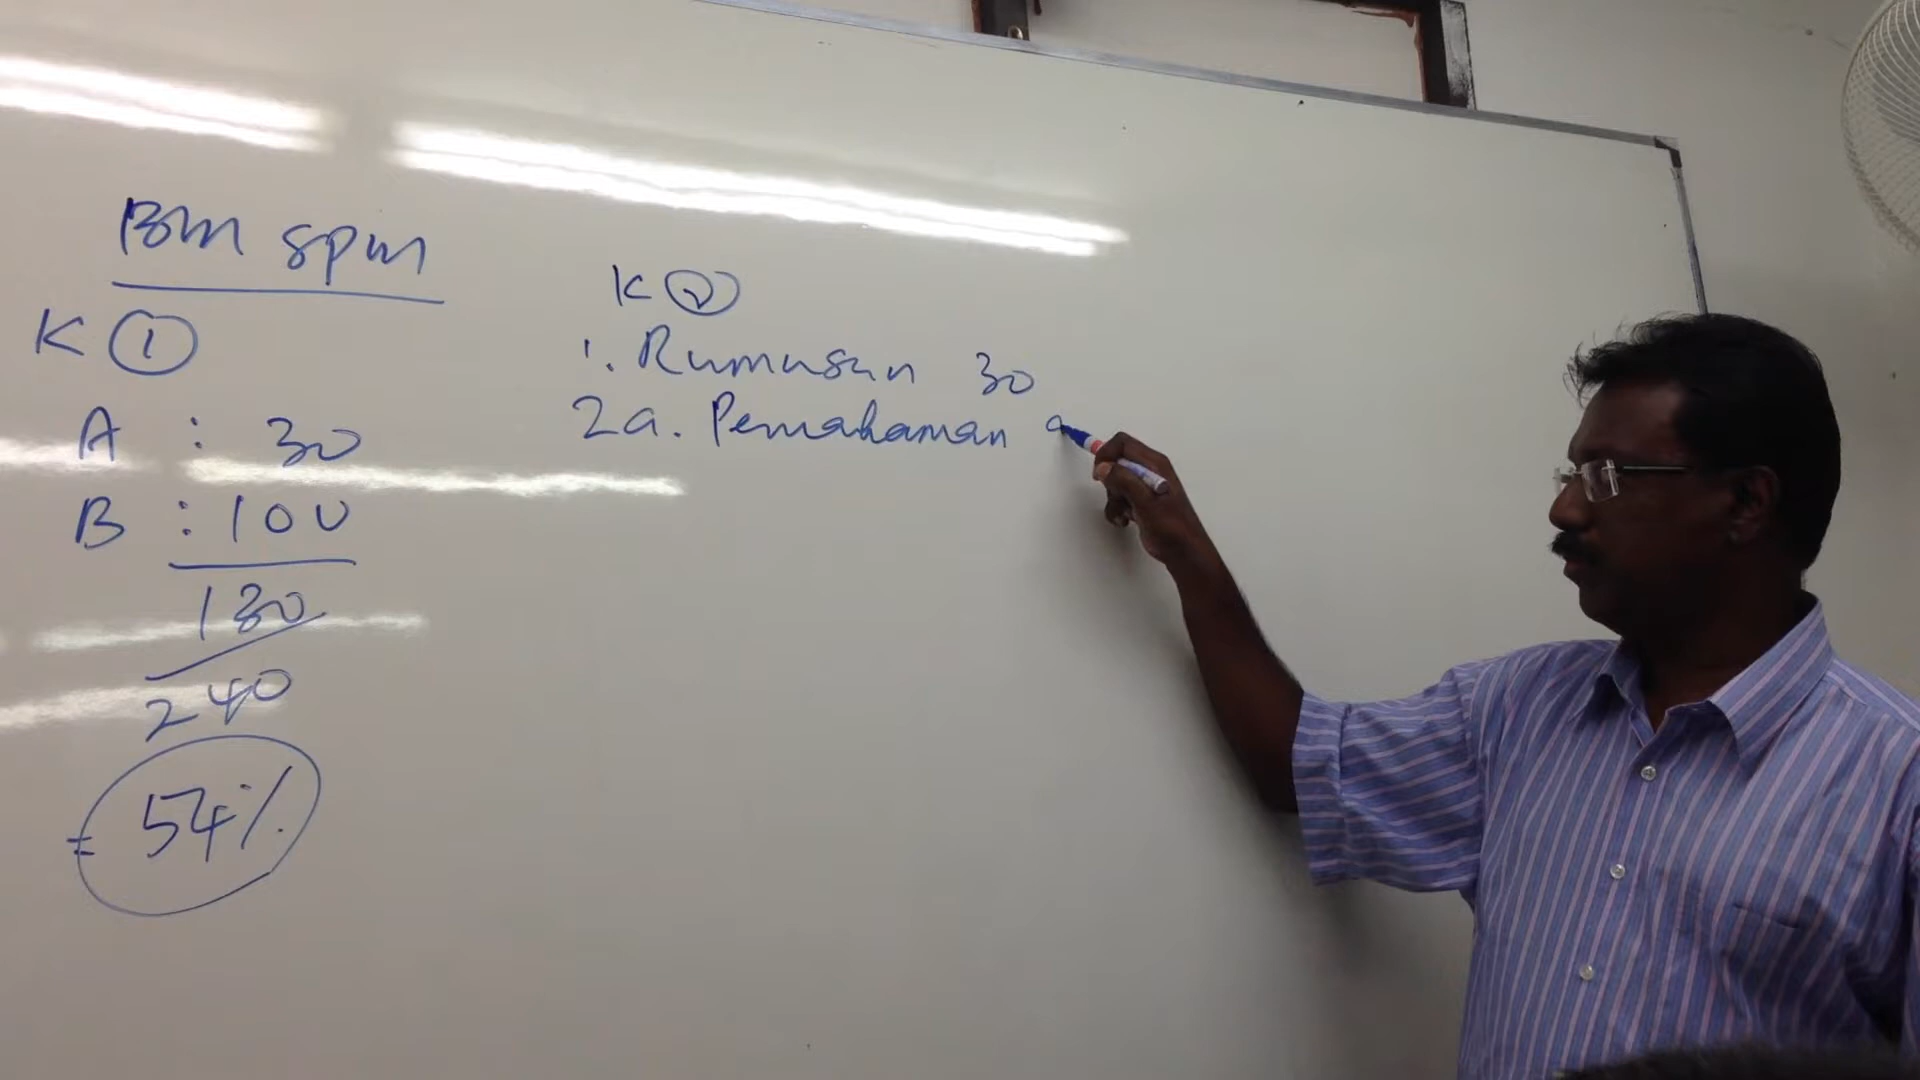 BM SPM
K ①
A : 30
B : 100
130
240
= 54%
K ②
1. Rumusan 30
2a. Pemahaman